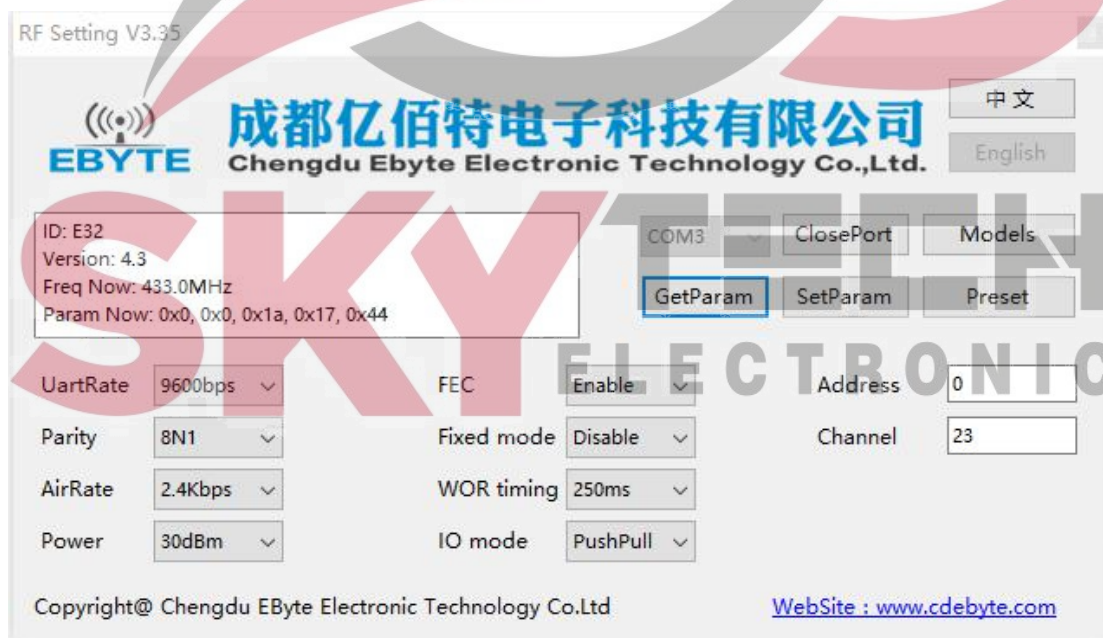 RF Setting V3.35
EBYTE
成都亿佰特电子科技有限公司
Chengdu Ebyte Electronic Technology Co.,Ltd.
中文
English
ID: E32
Version: 4.3
Freq Now: 433.0MHz
Param Now: 0x0, 0x0, 0x1a, 0x17, 0x44
COM3 ClosePort Models
GetParam SetParam Preset
SKYTECH
ELECTRONIC
UartRate 9600bps FEC Enable Address 0
Parity 8N1 Fixed mode Disable Channel 23
AirRate 2.4Kbps WOR timing 250ms
Power 30dBm IO mode PushPull
Copyright@ Chengdu EByte Electronic Technology Co.Ltd WebSite : www.cdebyte.com